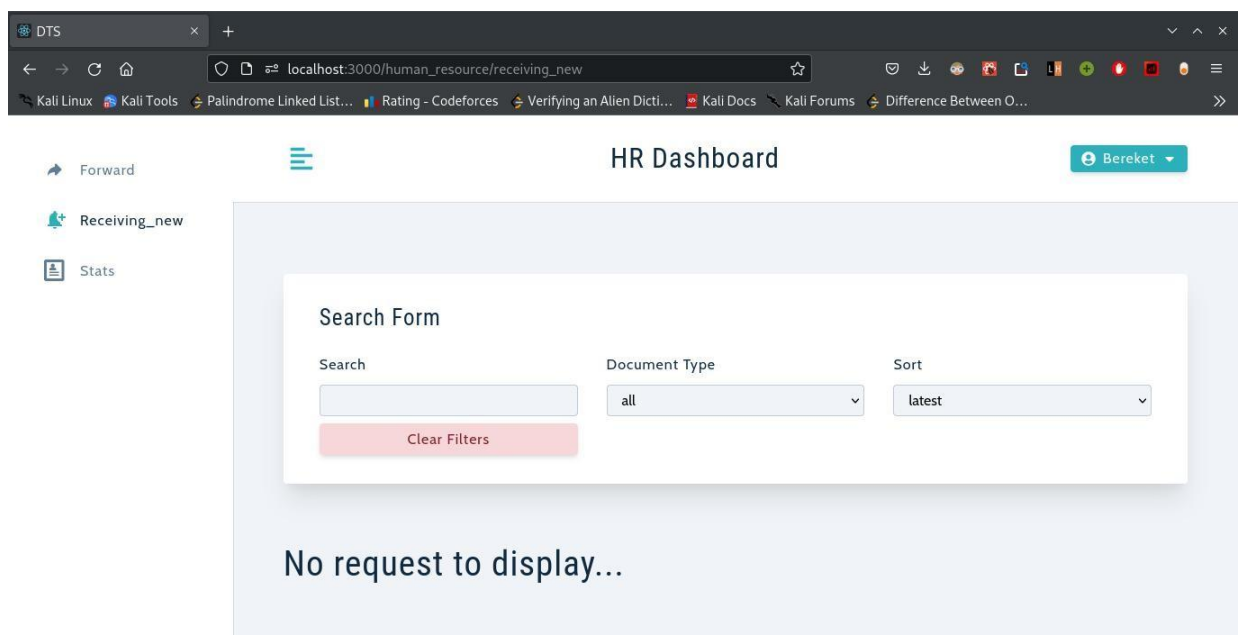 DTS
localhost:3000/human_resource/receiving_new
Kali Linux Kali Tools Palindrome Linked List... Rating - Codeforces Verifying an Alien Dicti... Kali Docs Kali Forums Difference Between O...
Forward
Receiving_new
Stats
HR Dashboard
Bereket
Search Form
Search Document Type Sort
all latest
Clear Filters
No request to display...